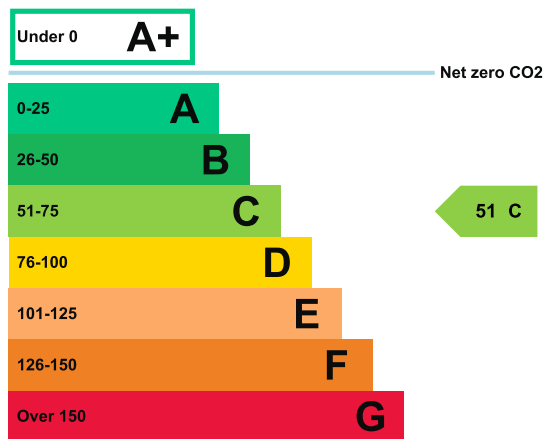 Under 0 A+
Net zero CO2
0-25 A
26-50 B
51-75 C
51 C
76-100 D
101-125 E
126-150 F
Over 150 G